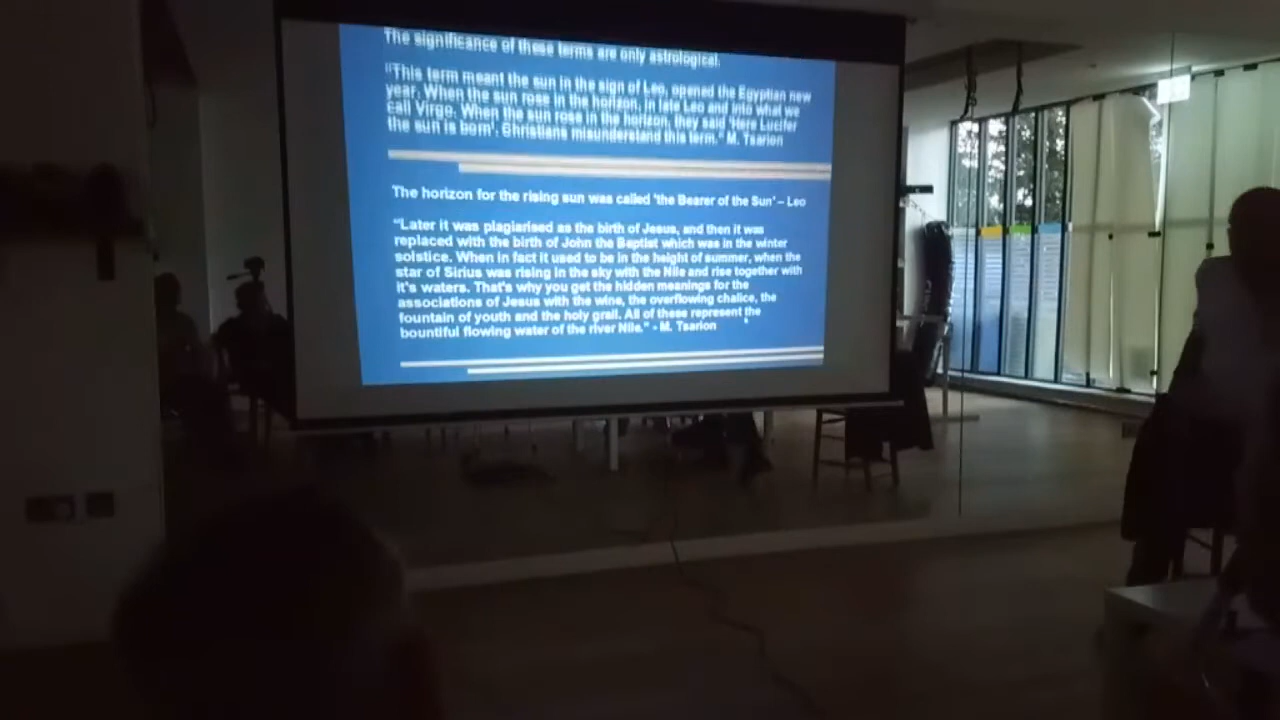 The significance of these terms are only astrological.
"This term meant the sun in the sign of Leo, opened the Egyptian new
year. When the sun rose in the horizon, in late Leo and into what we
call Virgo. When the sun rose in the horizon, they said 'Here Lucifer
the sun is born'. Christians misunderstand this term." M. Tsarion
The horizon for the rising sun was called 'the Bearer of the Sun' – Leo
"Later it was plagiarised as the birth of Jesus, and then it was
replaced with the birth of John the Baptist which was in the winter
solstice. When in fact it used to be in the height of summer, when the
star of Sirius was rising in the sky with the Nile and rise together with
it's waters. That's why you get the hidden meanings for the
associations of Jesus with the wine, the overflowing chalice, the
fountain of youth and the holy grail. All of these represent the
bountiful flowing water of the river Nile." - M. Tsarion